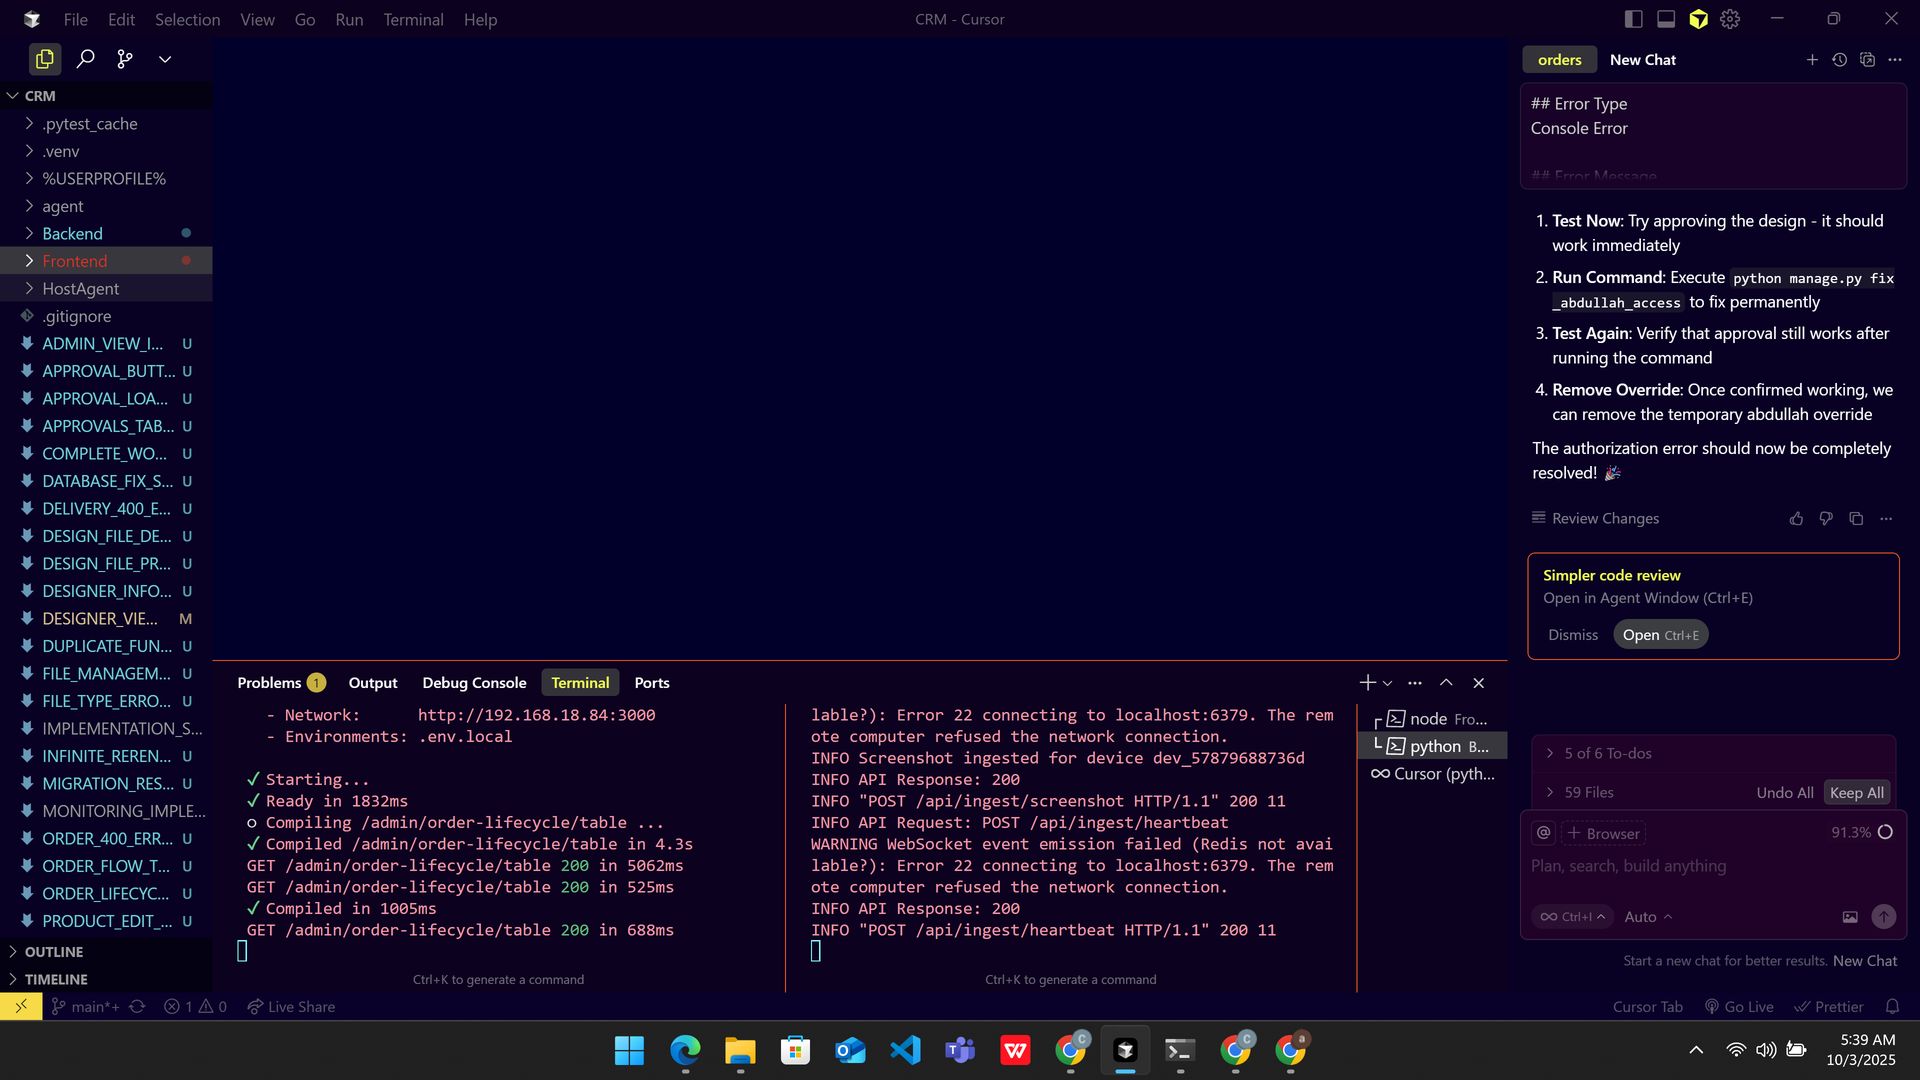 File Edit Selection View Go Run Terminal Help
CRM - Cursor
CRM
.pytest_cache
.venv
%USERPROFILE%
agent
Backend
Frontend
HostAgent
.gitignore
ADMIN_VIEW_I... U
APPROVAL_BUTT... U
APPROVAL_LOA... U
APPROVALS_TAB... U
COMPLETE_WO... U
DATABASE_FIX_S... U
DELIVERY_400_E... U
DESIGN_FILE_DE... U
DESIGN_FILE_PR... U
DESIGNER_INFO... U
DESIGNER_VIE... M
DUPLICATE_FUN... U
FILE_MANAGEM... U
FILE_TYPE_ERRO... U
IMPLEMENTATION_S...
INFINITE_REREN... U
MIGRATION_RES... U
MONITORING_IMPLE...
ORDER_400_ERR... U
ORDER_FLOW_T... U
ORDER_LIFECYC... U
PRODUCT_EDIT_... U
OUTLINE
TIMELINE
Problems 1 Output Debug Console Terminal Ports
- Network: http://192.168.18.84:3000
- Environments: .env.local
✓ Starting...
✓ Ready in 1832ms
○ Compiling /admin/order-lifecycle/table ...
✓ Compiled /admin/order-lifecycle/table in 4.3s
GET /admin/order-lifecycle/table 200 in 5062ms
GET /admin/order-lifecycle/table 200 in 525ms
✓ Compiled in 1005ms
GET /admin/order-lifecycle/table 200 in 688ms
Ctrl+K to generate a command
lable?): Error 22 connecting to localhost:6379. The rem
ote computer refused the network connection.
INFO Screenshot ingested for device dev_57879688736d
INFO API Response: 200
INFO "POST /api/ingest/screenshot HTTP/1.1" 200 11
INFO API Request: POST /api/ingest/heartbeat
WARNING WebSocket event emission failed (Redis not avai
lable?): Error 22 connecting to localhost:6379. The rem
ote computer refused the network connection.
INFO API Response: 200
INFO "POST /api/ingest/heartbeat HTTP/1.1" 200 11
Ctrl+K to generate a command
node Fro...
python B...
Cursor (pyth...
orders New Chat
## Error Type
Console Error
## Error Message
1. Test Now: Try approving the design - it should
work immediately
2. Run Command: Execute python manage.py fix
_abdullah_access to fix permanently
3. Test Again: Verify that approval still works after
running the command
4. Remove Override: Once confirmed working, we
can remove the temporary abdullah override
The authorization error should now be completely
resolved! 🎉
Review Changes
Simpler code review
Open in Agent Window (Ctrl+E)
Dismiss Open Ctrl+E
5 of 6 To-dos
59 Files Undo All Keep All
@ + Browser 91.3%
Plan, search, build anything
∞ Ctrl+I Auto
Start a new chat for better results. New Chat
main*+ 1 0 Live Share
Cursor Tab Go Live Prettier
5:39 AM
10/3/2025